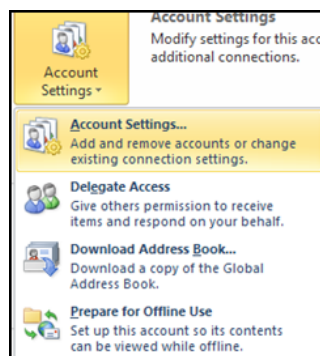 Account Settings
Modify settings for this
additional connections.
Account
Settings
Account Settings...
Add and remove accounts or change
existing connection settings.
Delegate Access
Give others permission to receive
items and respond on your behalf.
Download Address Book...
Download a copy of the Global
Address Book.
Prepare for Offline Use
Set up this account so its contents
can be viewed while offline.